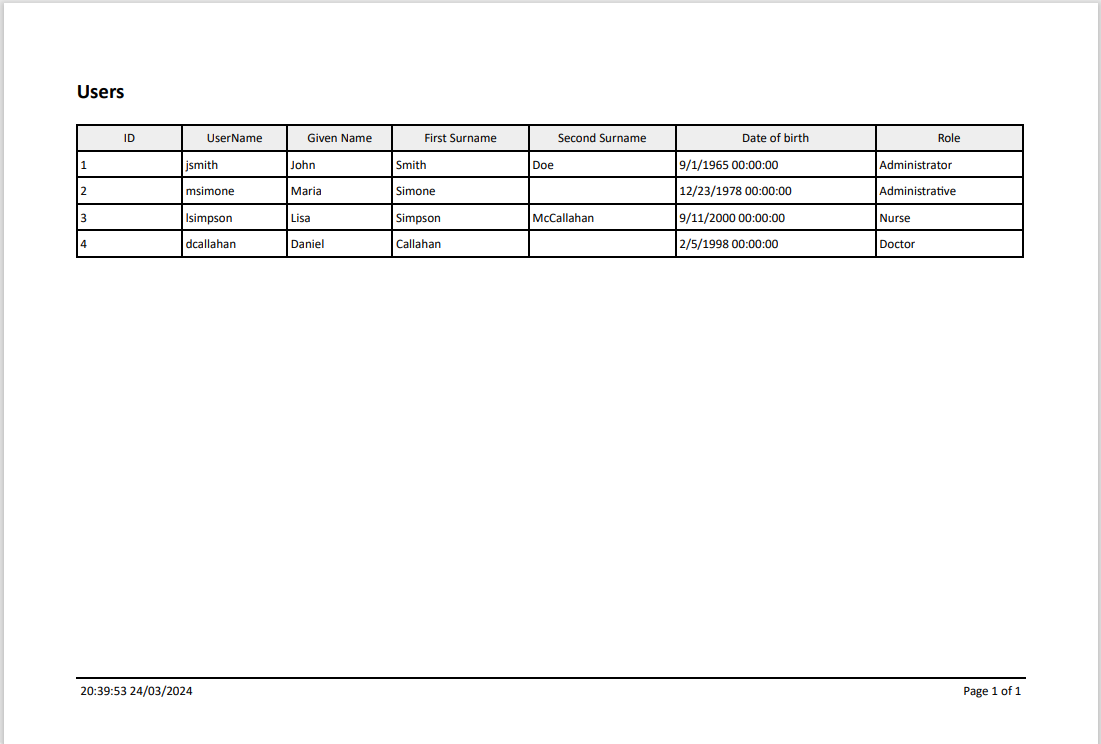 Users
ID UserName Given Name First Surname Second Surname Date of birth Role
1 jsmith John Smith Doe 9/1/1965 00:00:00 Administrator
2 msimone Maria Simone 12/23/1978 00:00:00 Administrative
3 lsimpson Lisa Simpson McCallahan 9/11/2000 00:00:00 Nurse
4 dcallahan Daniel Callahan 2/5/1998 00:00:00 Doctor
20:39:53 24/03/2024 Page 1 of 1